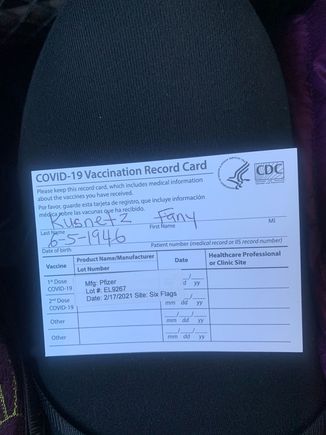 COVID-19 Vaccination Record Card
Please keep this record card, which includes medical information
about the vaccines you have received.
Por favor, guarde esta tarjeta de registro, que incluye información
médica sobre las vacunas que ha recibido.
CDC
Kusnetz Fany
Last Name First Name MI
6-5-1946
Date of birth Patient number (medical record or IIS record number)
Vaccine Product Name/Manufacturer Date Healthcare Professional
Lot Number or Clinic Site
1st Dose Mfg: Pfizer
COVID-19 Lot #: EL9267 d yy
2nd Dose Date: 2/17/2021 Site: Six Flags
COVID-19 mm dd yy
Other
mm dd yy
Other
mm dd yy